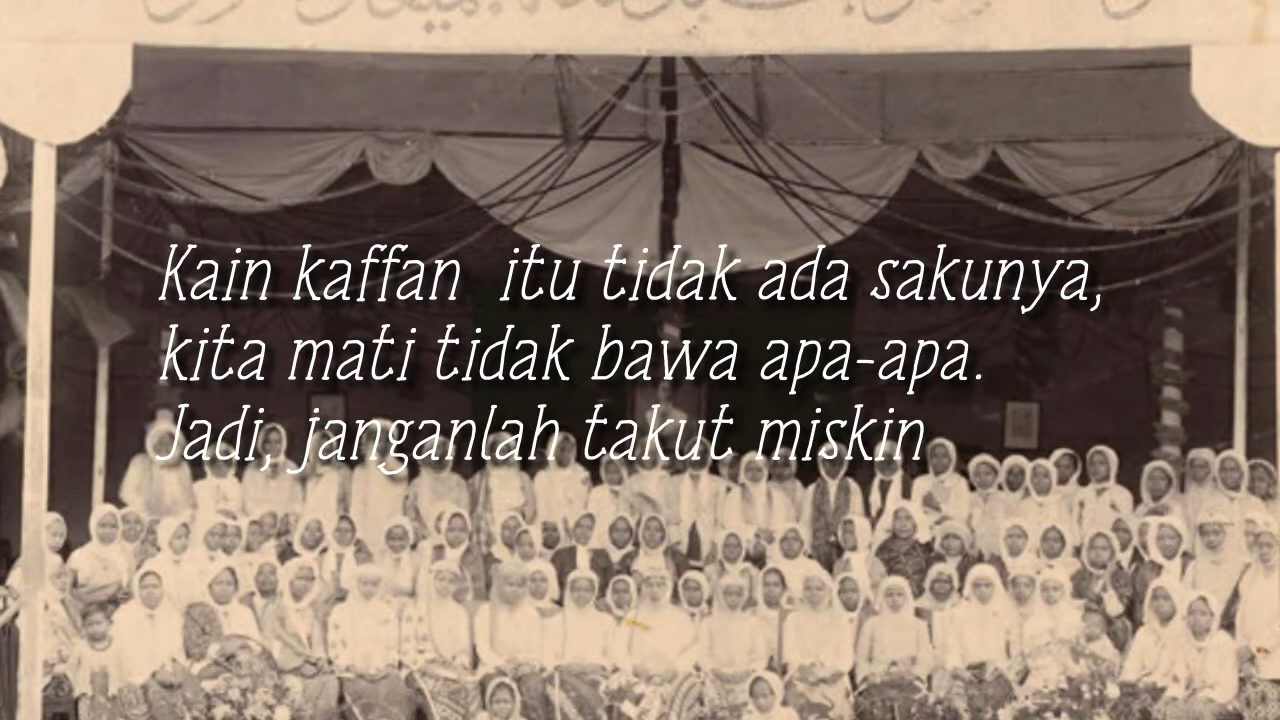 Kain kaffan itu tidak ada sakunya,
kita mati tidak bawa apa-apa.
Jadi, janganlah takut miskin